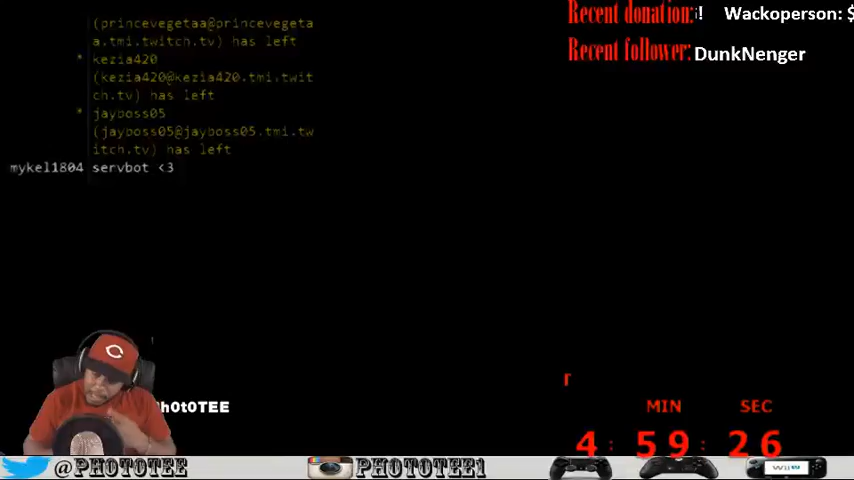 (princevegetaa@princevegeta
a.tmi.twitch.tv) has left
* kezia420
(kezia420@kezia420.tmi.twit
ch.tv) has left
* jayboss05
(jayboss05@jayboss05.tmi.tw
itch.tv) has left
mykel1804 servbot <3
Recent donation: ! Wackoperson: $
Recent follower: DunkNenger
h0t0TEE
r
MIN SEC
4: 59: 26
@PHOTOTEE
PHOTOTEE1
wii u